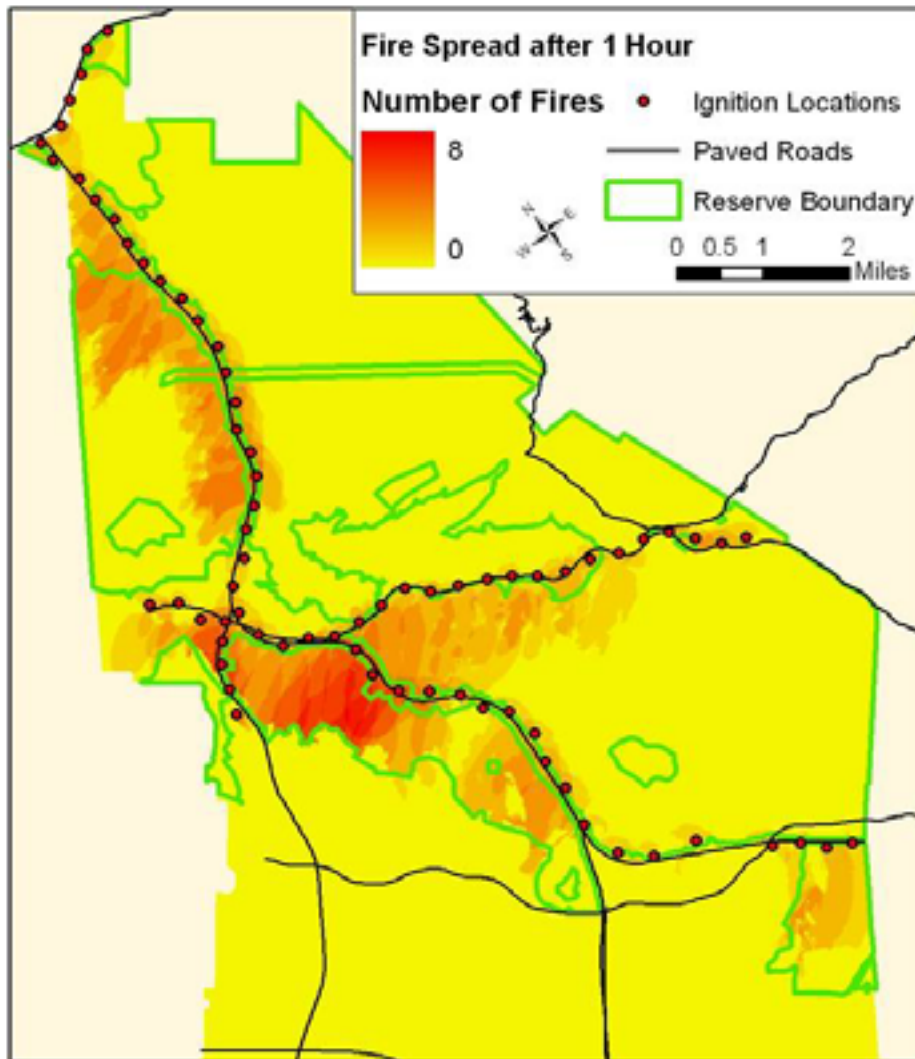 Fire Spread after 1 Hour
Number of Fires
8
0
Ignition Locations
Paved Roads
Reserve Boundary
N
E
W
S
0 0.5 1 2
Miles